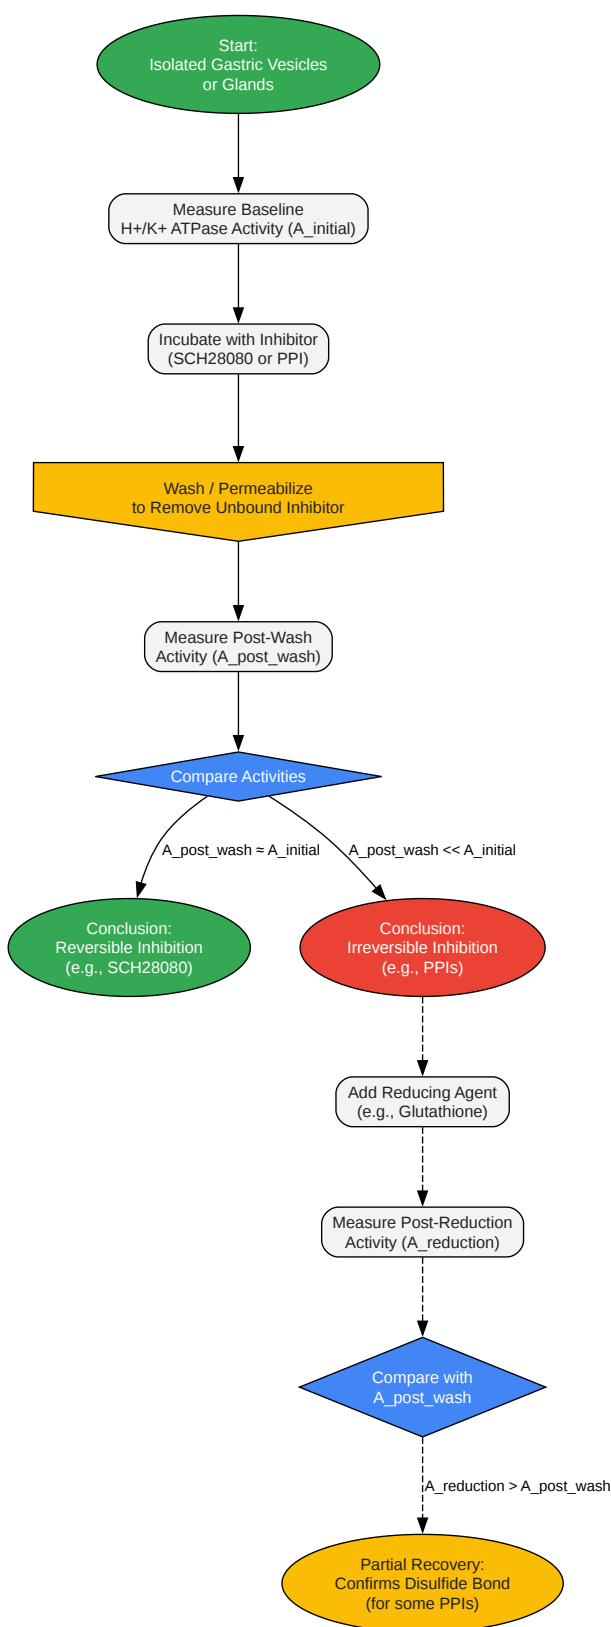 Start:
Isolated Gastric Vesicles
or Glands
Measure Baseline
H+/K+ ATPase Activity (A_initial)
Incubate with Inhibitor
(SCH28080 or PPI)
Wash / Permeabilize
to Remove Unbound Inhibitor
Measure Post-Wash
Activity (A_post_wash)
Compare Activities
A_post_wash ≈ A_initial
A_post_wash << A_initial
Conclusion:
Reversible Inhibition
(e.g., SCH28080)
Conclusion:
Irreversible Inhibition
(e.g., PPIs)
Add Reducing Agent
(e.g., Glutathione)
Measure Post-Reduction
Activity (A_reduction)
Compare with
A_post_wash
A_reduction > A_post_wash
Partial Recovery:
Confirms Disulfide Bond
(for some PPIs)